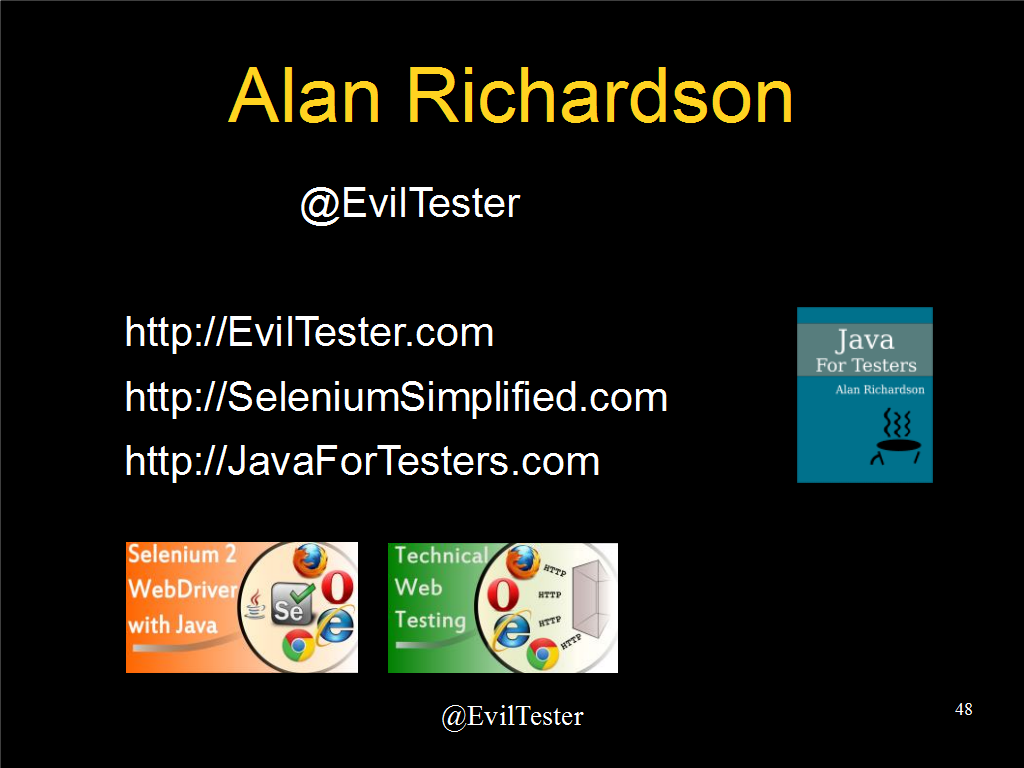 Alan Richardson
@EvilTester
http://EvilTester.com
http://SeleniumSimplified.com
http://JavaForTesters.com
Java
For Testers
Alan Richardson
Selenium 2
WebDriver
with Java
Se
Technical
Web
Testing
HTTP
HTTP
HTTP
HTTP
@EvilTester
48